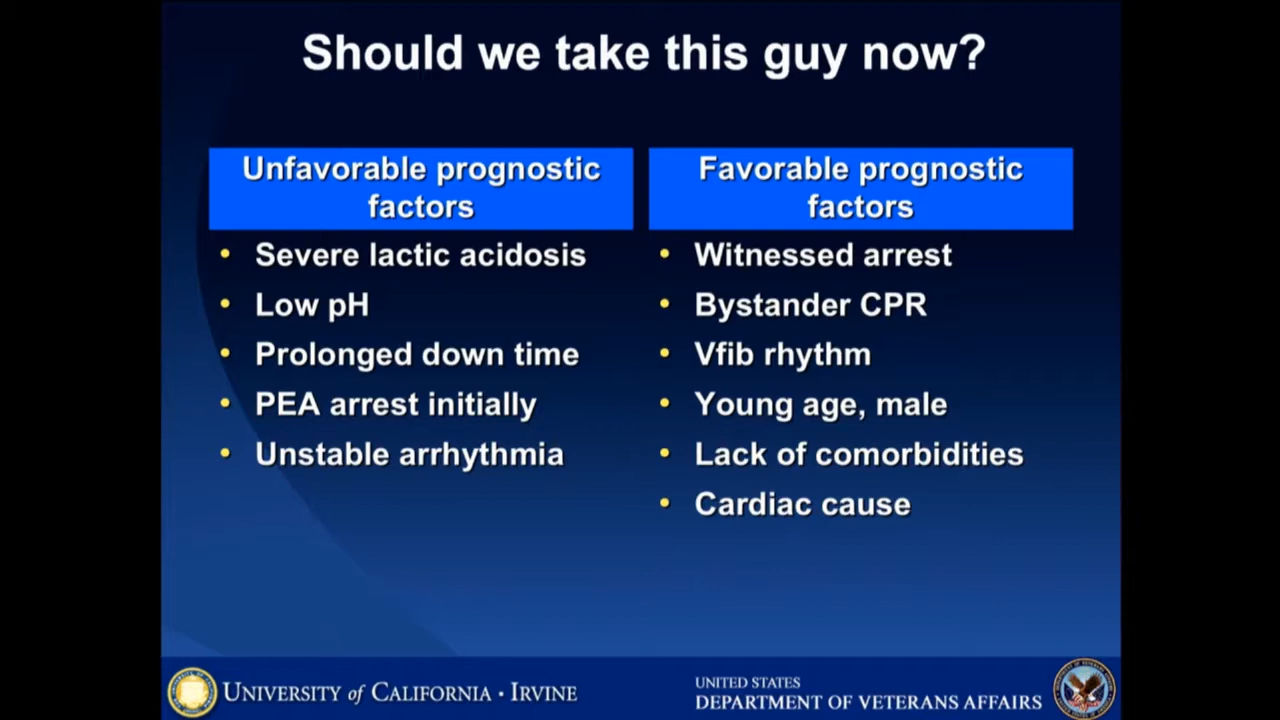 Should we take this guy now?
Unfavorable prognostic
factors
• Severe lactic acidosis
• Low pH
• Prolonged down time
• PEA arrest initially
• Unstable arrhythmia
Favorable prognostic
factors
• Witnessed arrest
• Bystander CPR
• Vfib rhythm
• Young age, male
• Lack of comorbidities
• Cardiac cause
UNIVERSITY of CALIFORNIA • IRVINE
UNITED STATES
DEPARTMENT OF VETERANS AFFAIRS